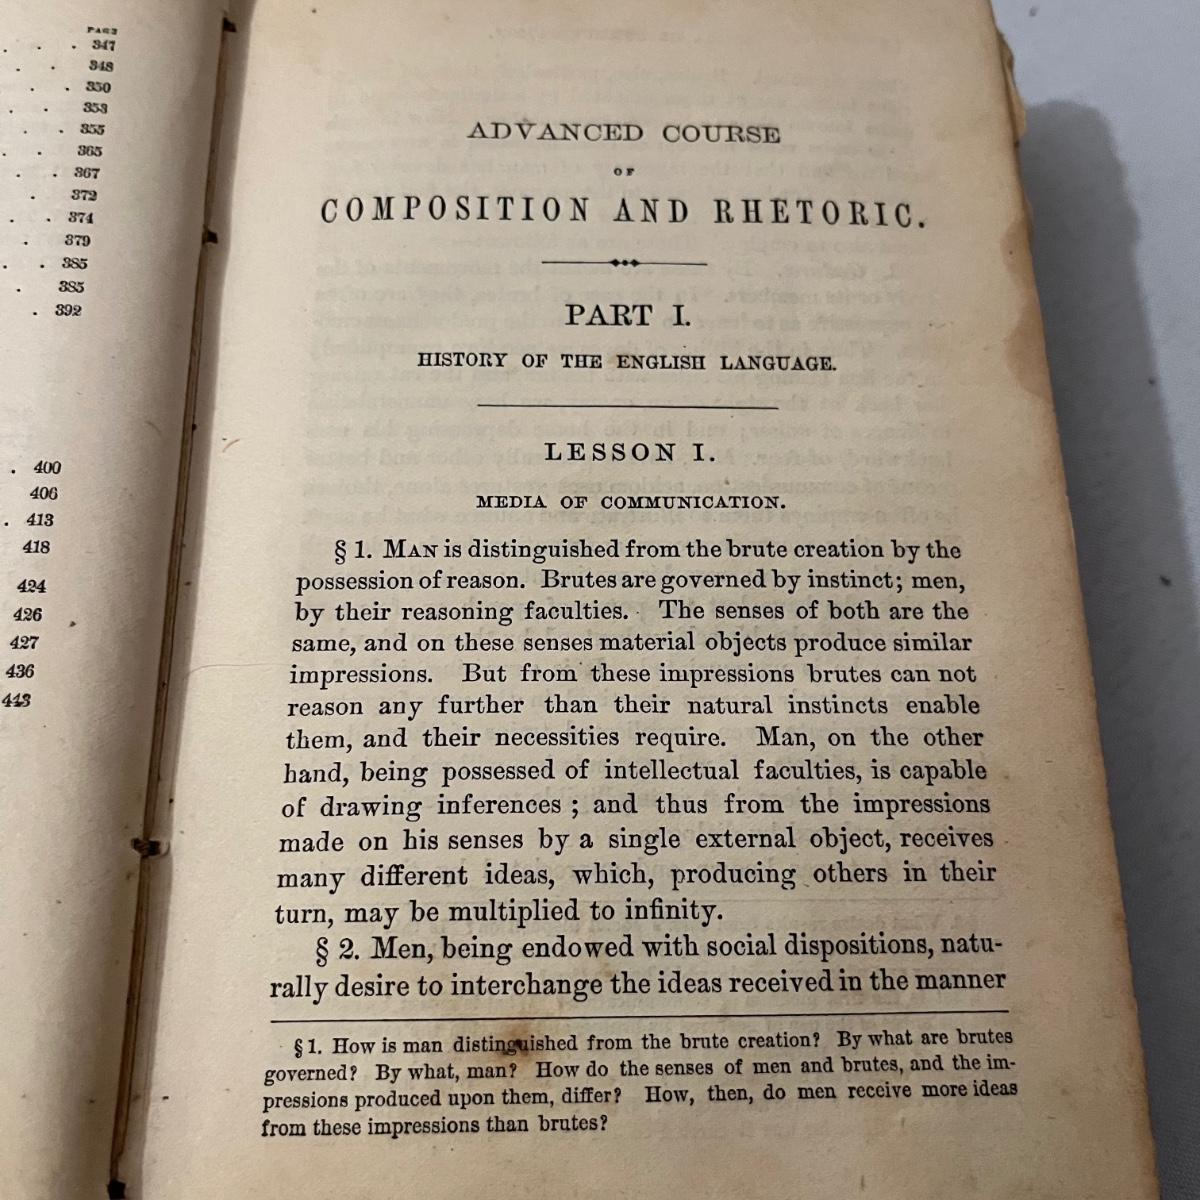 PAGE
. . . 347
. . 348
. . . 350
. . 353
. . 355
. . 365
. . 367
. 372
. . 374
. 379
. . 385
. 385
. 392
. 400
406
. 413
418
424
426
427
436
443
ADVANCED COURSE
OF
COMPOSITION AND RHETORIC.
PART I.
HISTORY OF THE ENGLISH LANGUAGE.
LESSON I.
MEDIA OF COMMUNICATION.
§ 1. MAN is distinguished from the brute creation by the
possession of reason. Brutes are governed by instinct; men,
by their reasoning faculties. The senses of both are the
same, and on these senses material objects produce similar
impressions. But from these impressions brutes can not
reason any further than their natural instincts enable
them, and their necessities require. Man, on the other
hand, being possessed of intellectual faculties, is capable
of drawing inferences ; and thus from the impressions
made on his senses by a single external object, receives
many different ideas, which, producing others in their
turn, may be multiplied to infinity.
§ 2. Men, being endowed with social dispositions, natu-
rally desire to interchange the ideas received in the manner
§ 1. How is man distinguished from the brute creation? By what are brutes
governed? By what, man? How do the senses of men and brutes, and the im-
pressions produced upon them, differ? How, then, do men receive more ideas
from these impressions than brutes?